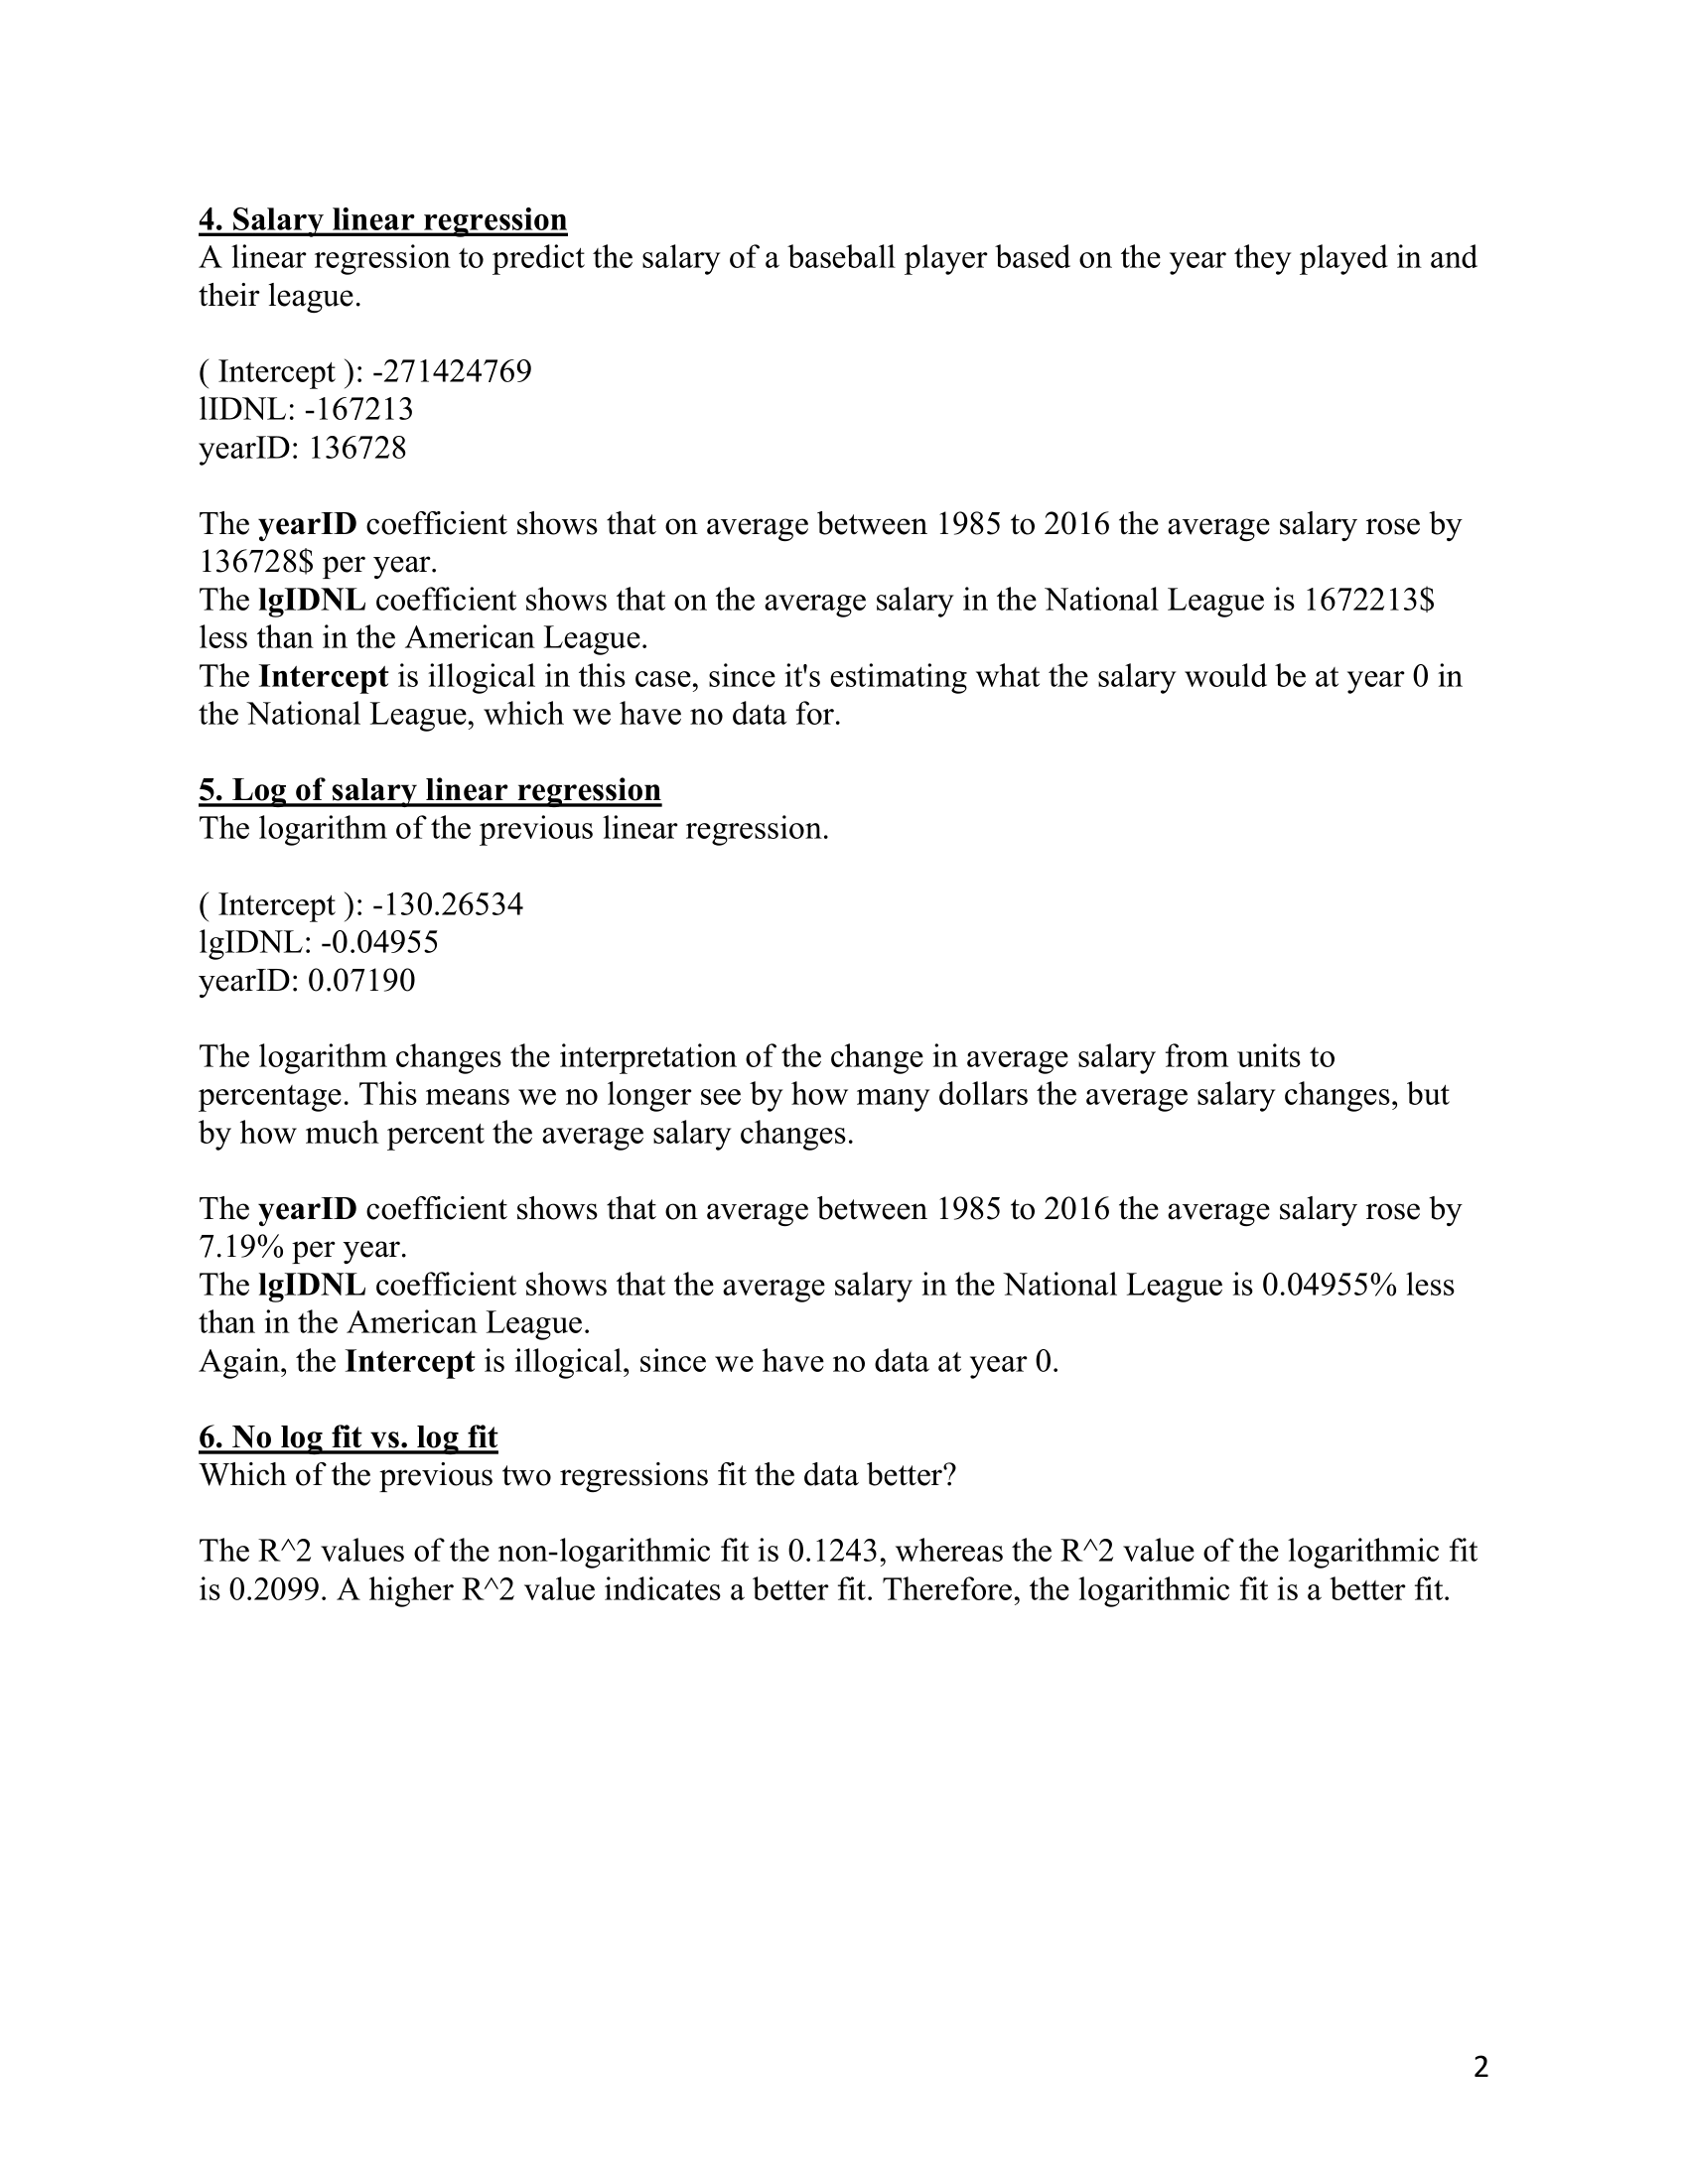 4. Salary linear regression
A linear regression to predict the salary of a baseball player based on the year they played in and
their league.
( Intercept ): -271424769
lIDNL: -167213
yearID: 136728
The yearID coefficient shows that on average between 1985 to 2016 the average salary rose by
136728$ per year.
The lgIDNL coefficient shows that on the average salary in the National League is 1672213$
less than in the American League.
The Intercept is illogical in this case, since it's estimating what the salary would be at year 0 in
the National League, which we have no data for.
5. Log of salary linear regression
The logarithm of the previous linear regression.
( Intercept ): -130.26534
lgIDNL: -0.04955
yearID: 0.07190
The logarithm changes the interpretation of the change in average salary from units to
percentage. This means we no longer see by how many dollars the average salary changes, but
by how much percent the average salary changes.
The yearID coefficient shows that on average between 1985 to 2016 the average salary rose by
7.19% per year.
The lgIDNL coefficient shows that the average salary in the National League is 0.04955% less
than in the American League.
Again, the Intercept is illogical, since we have no data at year 0.
6. No log fit vs. log fit
Which of the previous two regressions fit the data better?
The R^2 values of the non-logarithmic fit is 0.1243, whereas the R^2 value of the logarithmic fit
is 0.2099. A higher R^2 value indicates a better fit. Therefore, the logarithmic fit is a better fit.
2